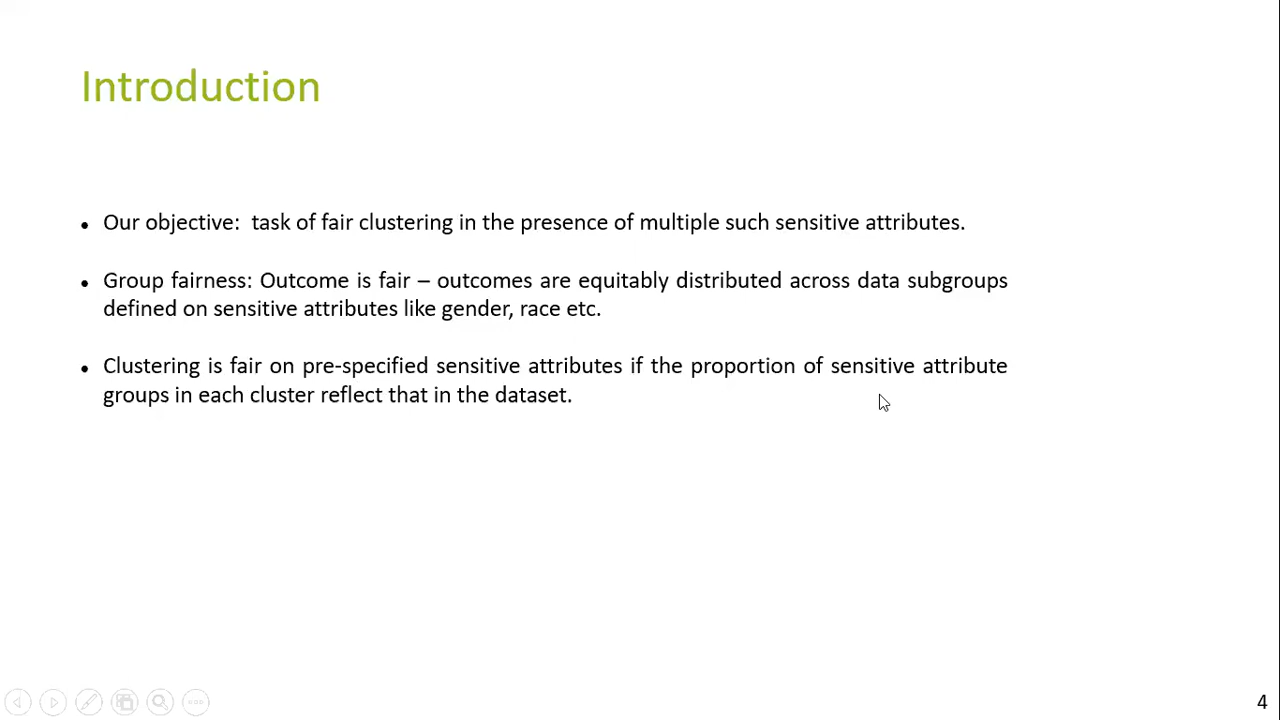 Introduction
• Our objective:  task of fair clustering in the presence of multiple such sensitive attributes.
• Group fairness: Outcome is fair – outcomes are equitably distributed across data subgroups
defined on sensitive attributes like gender, race etc.
• Clustering is fair on pre-specified sensitive attributes if the proportion of sensitive attribute
groups in each cluster reflect that in the dataset.
4